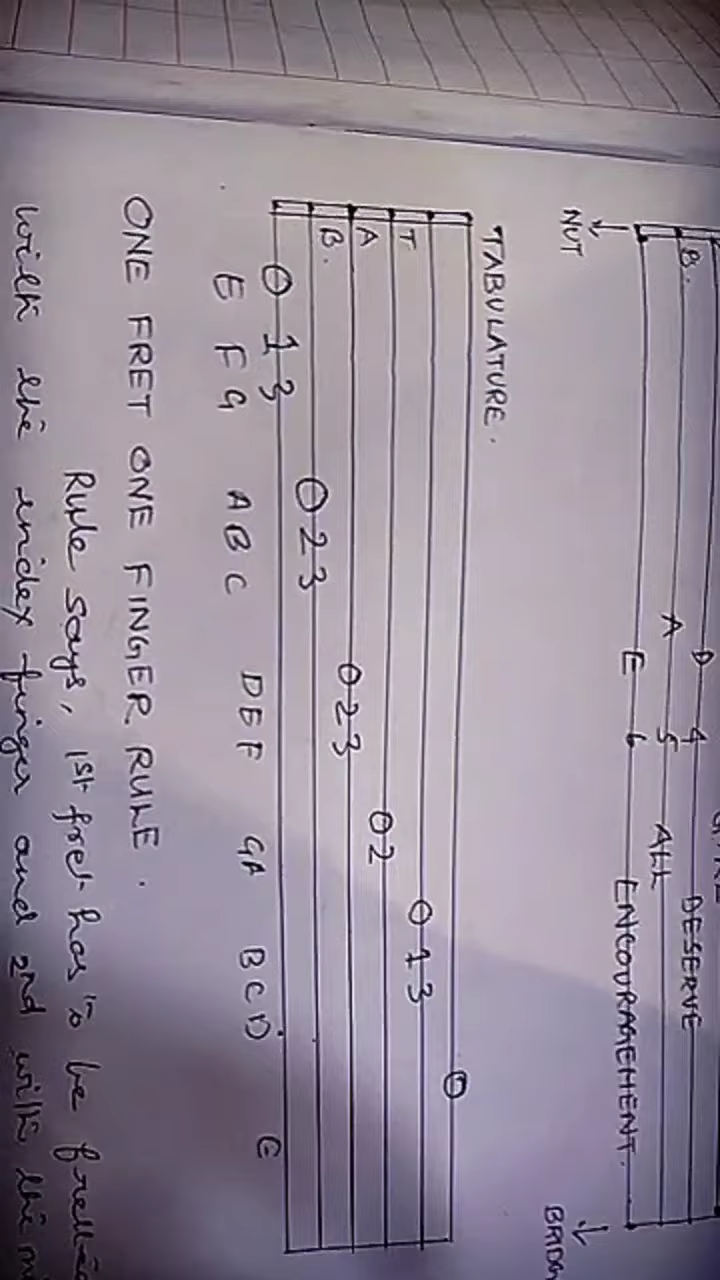 DESERVE
D 4
8. A 5 ALL
E 6 ENCOURAGEMENT.
NUT
TABULATURE.
0
T 0 1 3
A 0 2
B. 0 2 3
0 2 3
0 1 3
E F G A B C D E F G A B C D E
ONE FRET ONE FINGER RULE.
Rule says, 1st fret has to be
with the index finger and 2nd with the